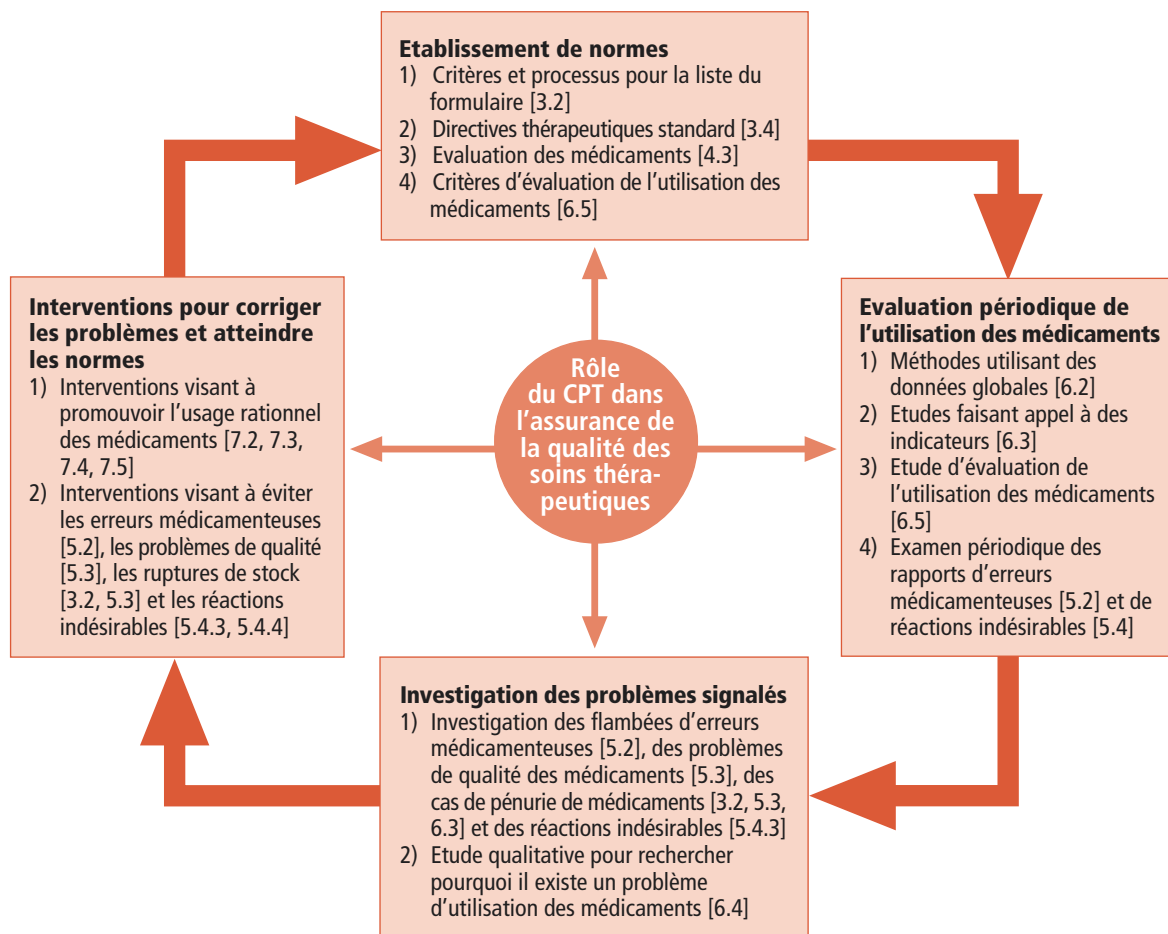 Etablissement de normes
1) Critères et processus pour la liste du
formulaire [3.2]
2) Directives thérapeutiques standard [3.4]
3) Evaluation des médicaments [4.3]
4) Critères d'évaluation de l'utilisation des
médicaments [6.5]
Interventions pour corriger
les problèmes et atteindre
les normes
1) Interventions visant à
promouvoir l'usage rationnel
des médicaments [7.2, 7.3,
7.4, 7.5]
2) Interventions visant à éviter
les erreurs médicamenteuses
[5.2], les problèmes de qualité
[5.3], les ruptures de stock
[3.2, 5.3] et les réactions
indésirables [5.4.3, 5.4.4]
Rôle
du CPT dans
l'assurance de
la qualité des
soins théra-
peutiques
Evaluation périodique de
l'utilisation des médicaments
1) Méthodes utilisant des
données globales [6.2]
2) Etudes faisant appel à des
indicateurs [6.3]
3) Etude d'évaluation de
l'utilisation des médicaments
[6.5]
4) Examen périodique des
rapports d'erreurs
médicamenteuses [5.2] et de
réactions indésirables [5.4]
Investigation des problèmes signalés
1) Investigation des flambées d'erreurs
médicamenteuses [5.2], des problèmes
de qualité des médicaments [5.3], des
cas de pénurie de médicaments [3.2, 5.3,
6.3] et des réactions indésirables [5.4.3]
2) Etude qualitative pour rechercher
pourquoi il existe un problème
d'utilisation des médicaments [6.4]